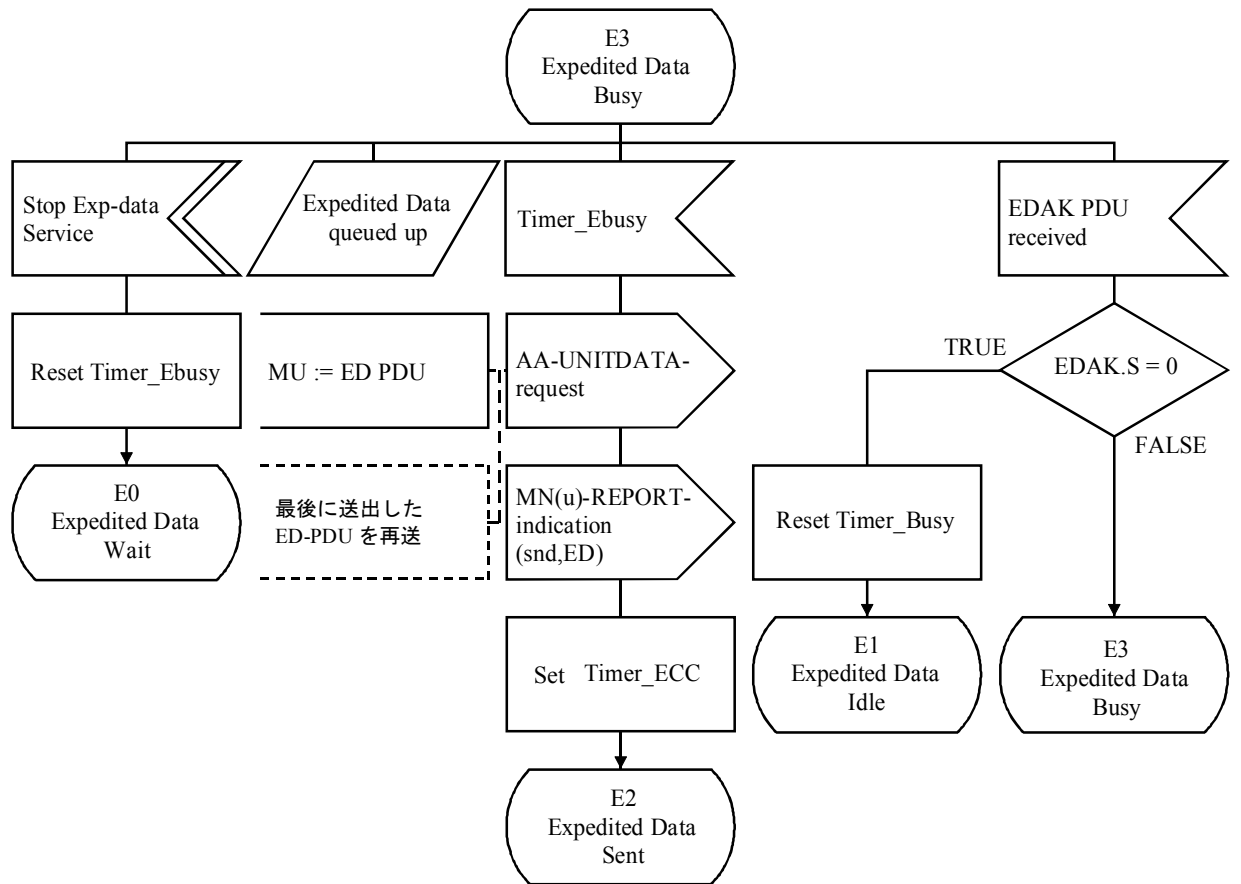 E3
Expedited Data
Busy
Stop Exp-data
Service
Expedited Data
queued up
Timer_Ebusy
EDAK PDU
received
Reset Timer_Ebusy
MU := ED PDU
AA-UNITDATA-
request
TRUE
EDAK.S = 0
FALSE
E0
Expedited Data
Wait
最後に送出した
ED-PDU を再送
MN(u)-REPORT-
indication
(snd,ED)
Reset Timer_Busy
Set Timer_ECC
E1
Expedited Data
Idle
E3
Expedited Data
Busy
E2
Expedited Data
Sent